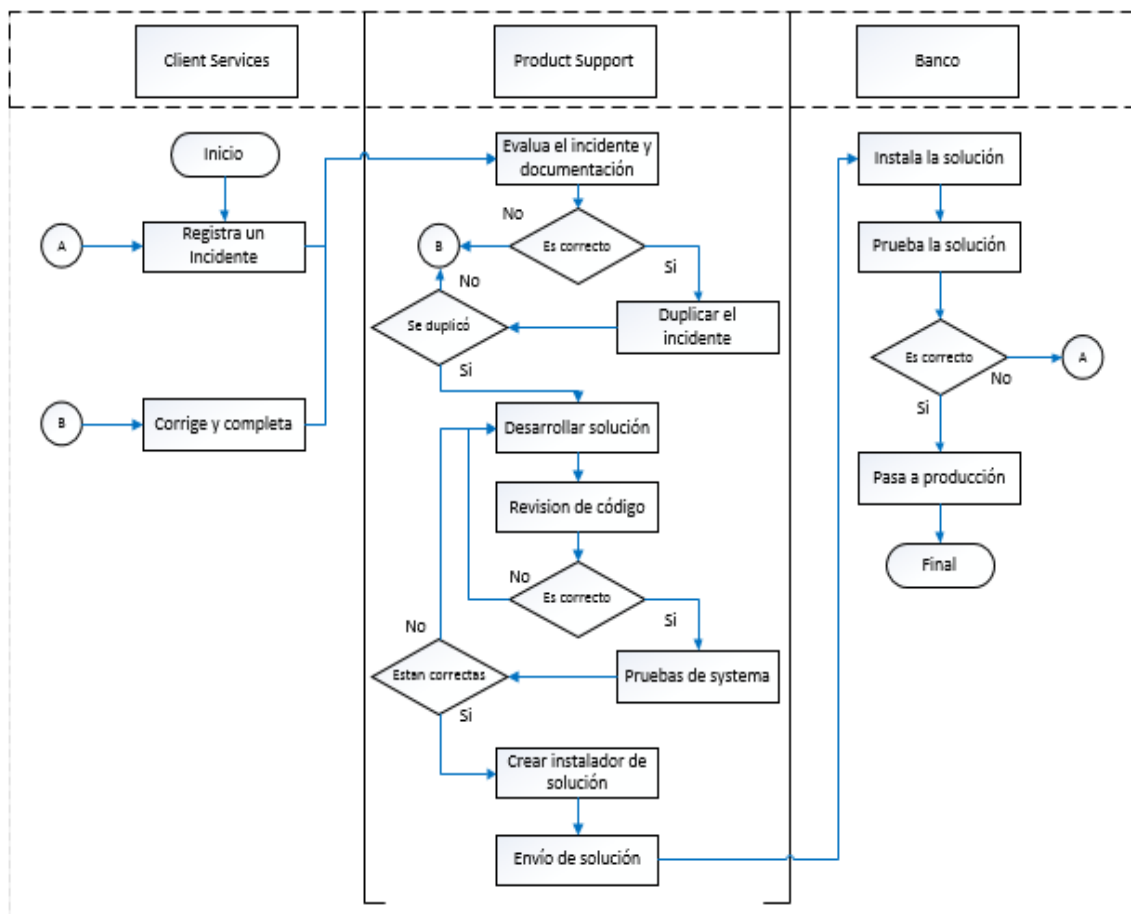 Client Services
Product Support
Banco
Inicio
A
Registra un
Incidente
B
Corrige y completa
Evalua el incidente y
documentación
No
Es correcto
Si
B
No
Duplicar el
incidente
Se duplicó
Si
Desarrollar solución
Revision de código
No
Es correcto
Si
No
Pruebas de systema
Estan correctas
Si
Crear instalador de
solución
Envío de solución
Instala la solución
Prueba la solución
Es correcto
No
A
Si
Pasa a producción
Final